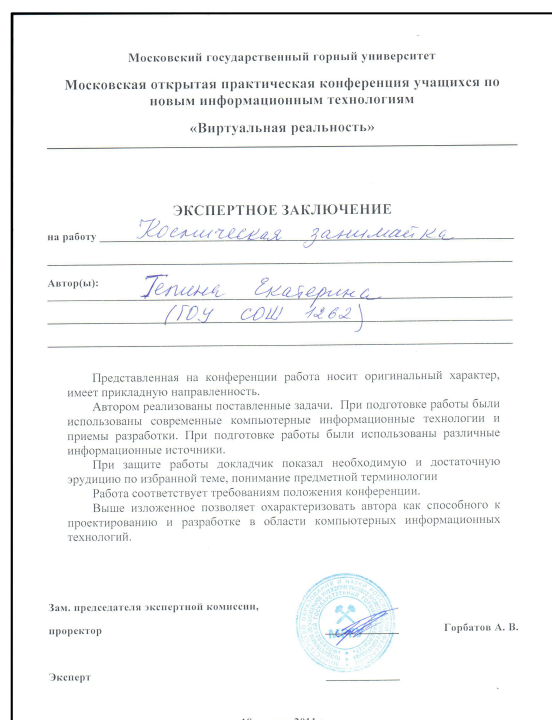 Московский государственный горный университет
Московская открытая практическая конференция учащихся по
новым информационным технологиям
«Виртуальная реальность»
ЭКСПЕРТНОЕ ЗАКЛЮЧЕНИЕ
на работу Космическая занимайка
Автор(ы):
Екатерина
(ГОУ СОШ 1262)
Представленная на конференции работа носит оригинальный характер,
имеет прикладную направленность.
Автором реализованы поставленные задачи. При подготовке работы были
использованы современные компьютерные информационные технологии и
приемы разработки. При подготовке работы были использованы различные
информационные источники.
При защите работы докладчик показал необходимую и достаточную
эрудицию по избранной теме, понимание предметной терминологии
Работа соответствует требованиям положения конференции.
Выше изложенное позволяет охарактеризовать автора как способного к
проектированию и разработке в области компьютерных информационных
технологий.
Зам. председателя экспертной комиссии,
проректор Горбатов А. В.
Эксперт